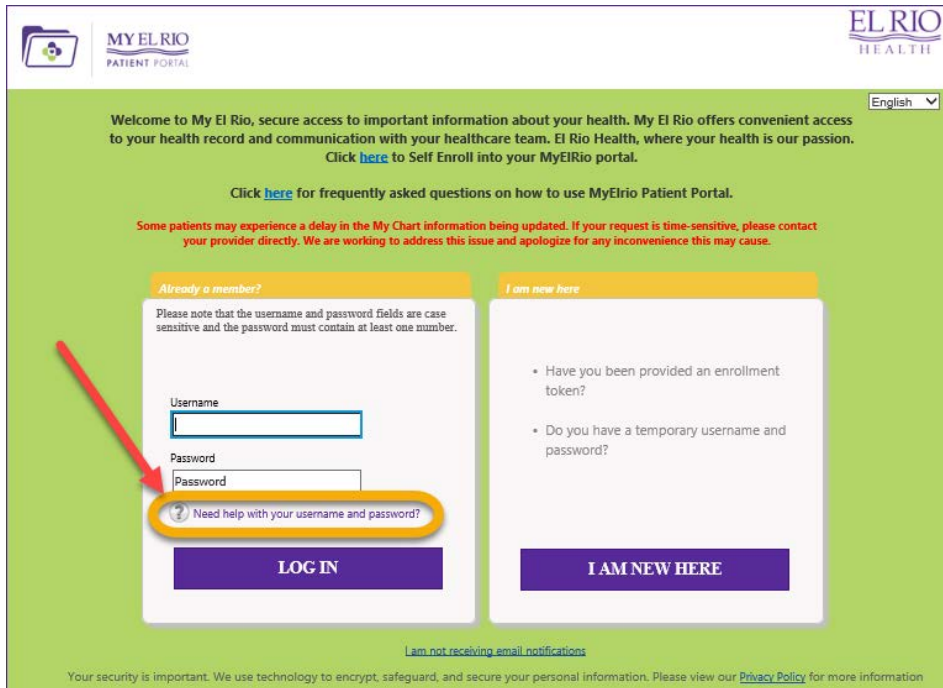 MY EL RIO
PATIENT PORTAL
EL RIO
HEALTH
English
Welcome to My El Rio, secure access to important information about your health. My El Rio offers convenient access
to your health record and communication with your healthcare team. El Rio Health, where your health is our passion.
Click here to Self Enroll into your MyElRio portal.
Click here for frequently asked questions on how to use MyElrio Patient Portal.
Some patients may experience a delay in the My Chart information being updated. If your request is time-sensitive, please contact
your provider directly. We are working to address this issue and apologize for any inconvenience this may cause.
Already a member?
Please note that the username and password fields are case
sensitive and the password must contain at least one number.
Username
Password
Password
? Need help with your username and password?
LOG IN
I am new here
• Have you been provided an enrollment
token?
• Do you have a temporary username and
password?
I AM NEW HERE
I am not receiving email notifications
Your security is important. We use technology to encrypt, safeguard, and secure your personal information. Please view our Privacy Policy for more information